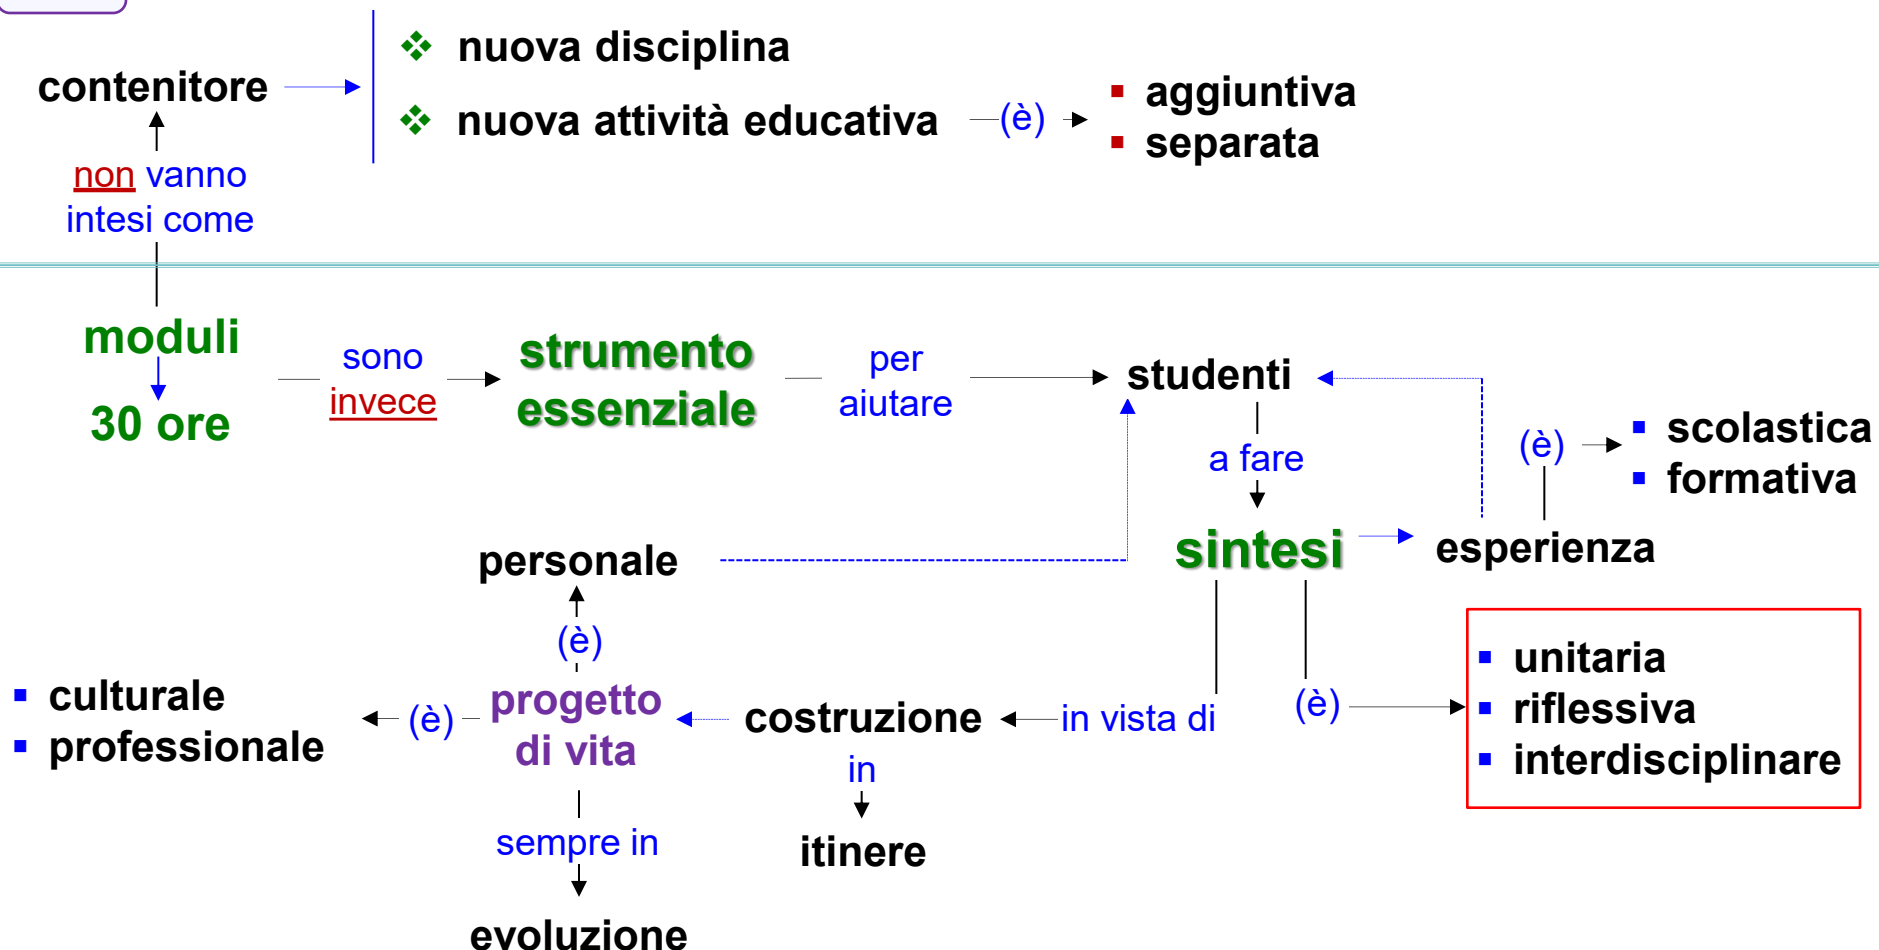 nuova disciplina
contenitore
nuova attività educativa (è)
aggiuntiva
separata
non vanno
intesi come
moduli
30 ore
sono
invece
strumento
essenziale
per
aiutare
studenti
a fare
sintesi
esperienza
(è)
scolastica
formativa
(è)
unitaria
riflessiva
interdisciplinare
in vista di
costruzione
in
itinere
progetto
di vita
(è)
personale
(è)
culturale
professionale
sempre in
evoluzione